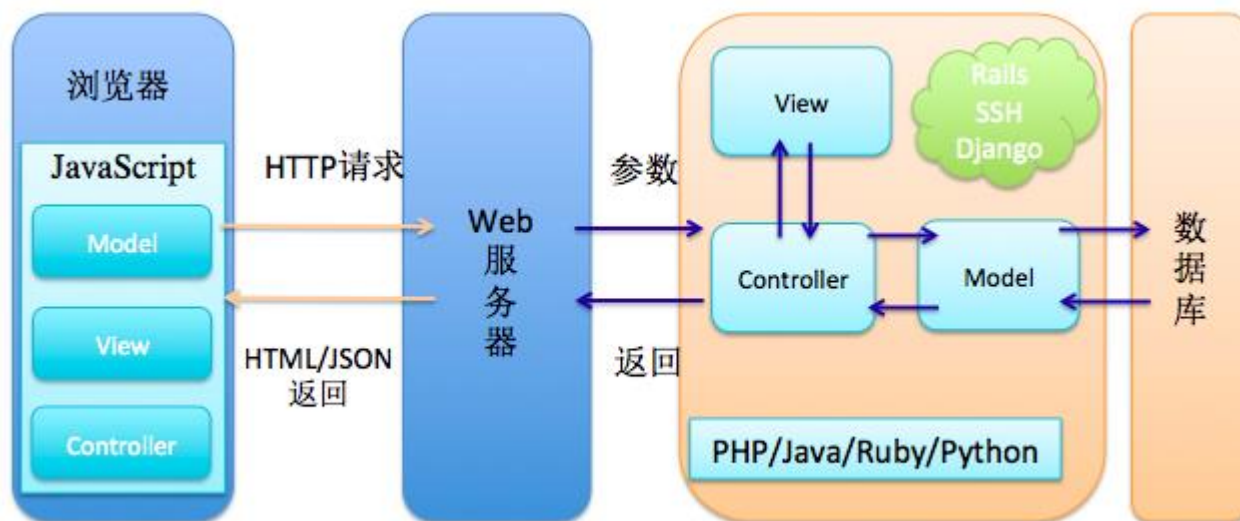 浏览器
JavaScript
Model
View
Controller
HTTP请求
HTML/JSON
返回
Web
服
务
器
参数
返回
View
Rails
SSH
Django
Controller
Model
PHP/Java/Ruby/Python
数
据
库